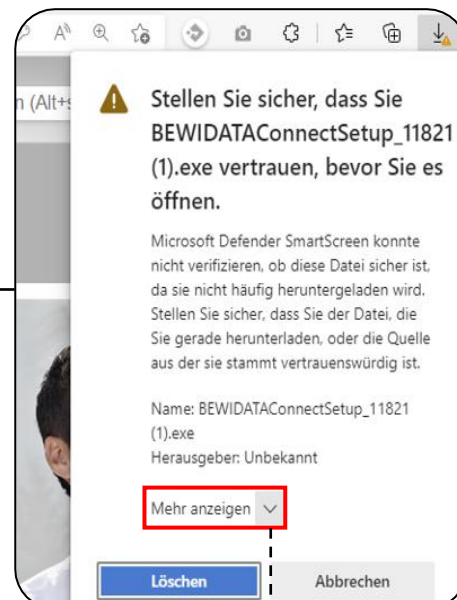 n (Alt+s
Stellen Sie sicher, dass Sie
BEWIDATAConnectSetup_11821
(1).exe vertrauen, bevor Sie es
öffnen.
Microsoft Defender SmartScreen konnte
nicht verifizieren, ob diese Datei sicher ist,
da sie nicht häufig heruntergeladen wird.
Stellen Sie sicher, dass Sie der Datei, die
Sie gerade herunterladen, oder die Quelle
aus der sie stammt vertrauenswürdig ist.
Name: BEWIDATAConnectSetup_11821
(1).exe
Herausgeber: Unbekannt
Mehr anzeigen
Löschen Abbrechen